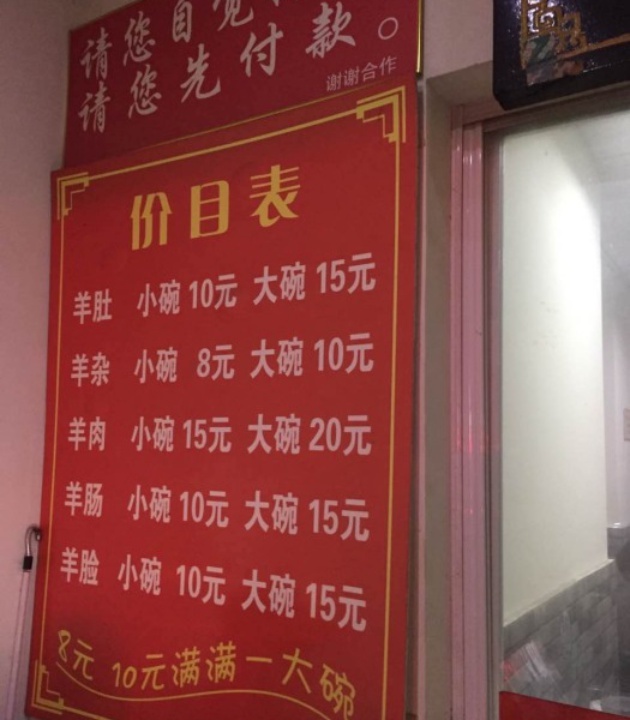 请您自觉
请您先付款。
谢谢合作
价目表
羊肚 小碗 10元 大碗 15元
羊杂 小碗 8元 大碗 10元
羊肉 小碗 15元 大碗 20元
羊肠 小碗 10元 大碗 15元
羊脸 小碗 10元 大碗 15元
8元 10元满满一大碗